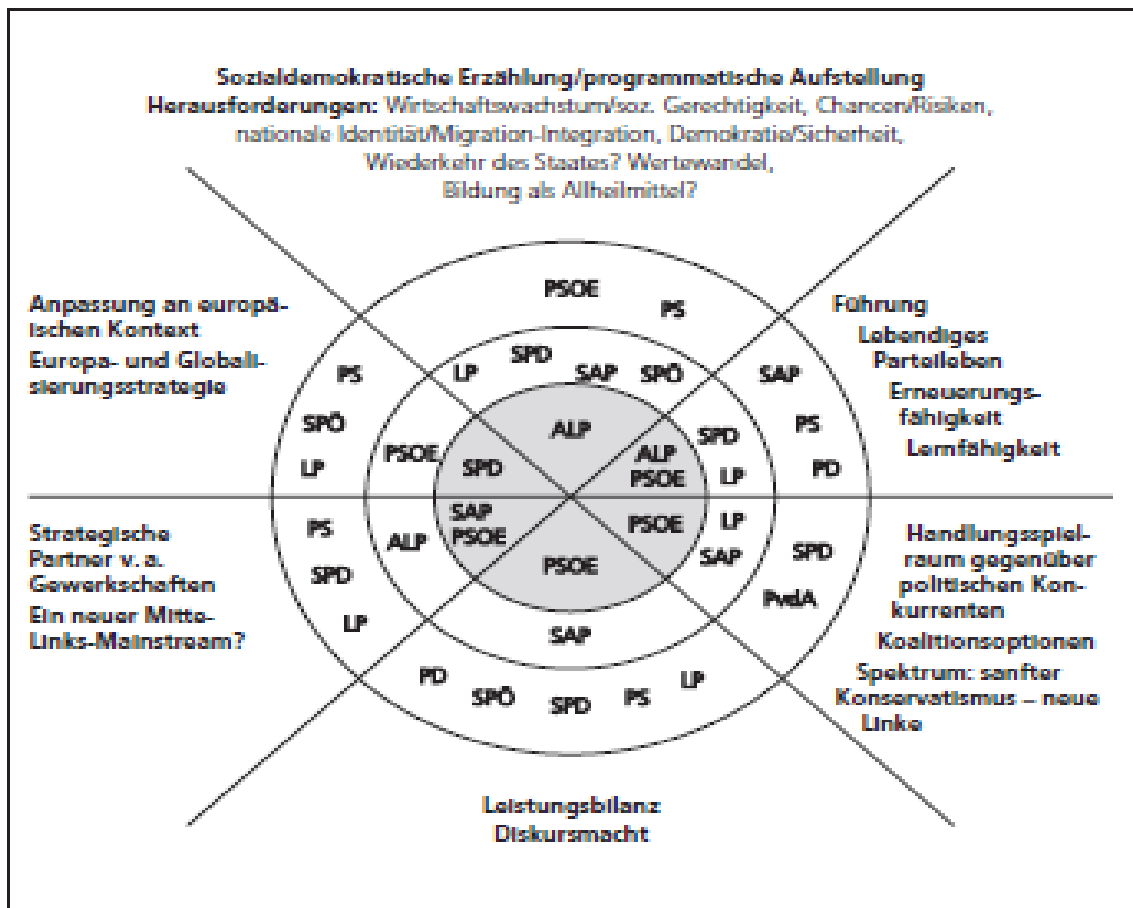 Sozialdemokratische Erzählung/programmatische Aufstellung
Herausforderungen: Wirtschaftswachstum/soz. Gerechtigkeit, Chancen/Risiken,
nationale Identität/Migration-Integration, Demokratie/Sicherheit,
Wiederkehr des Staates? Wertewandel,
Bildung als Allheilmittel?
Anpassung an europä-
ischen Kontext
Europa- und Globali-
sierungsstrategie
Führung
Lebendiges
Parteileben
Erneuerungs-
fähigkeit
Lernfähigkeit
PSOE
PS
LP
SPD
SAP
SPÖ
ALP
PS
SPÖ
LP
PSOE
SPD
ALP
PSOE
SPD
LP
SAP
PS
PD
Strategische
Partner v. a.
Gewerkschaften
Ein neuer Mitte-
Links-Mainstream?
PS
SPD
LP
ALP
SAP
PSOE
PSOE
LP
SAP
SPD
PvdA
Handlungsspiel-
raum gegenüber
politischen Kon-
kurrenten
Koalitionsoptionen
Spektrum: sanfter
Konservatismus – neue
Linke
PSOE
SAP
PD
SPÖ
SPD
PS
LP
Leistungsbilanz
Diskursmacht